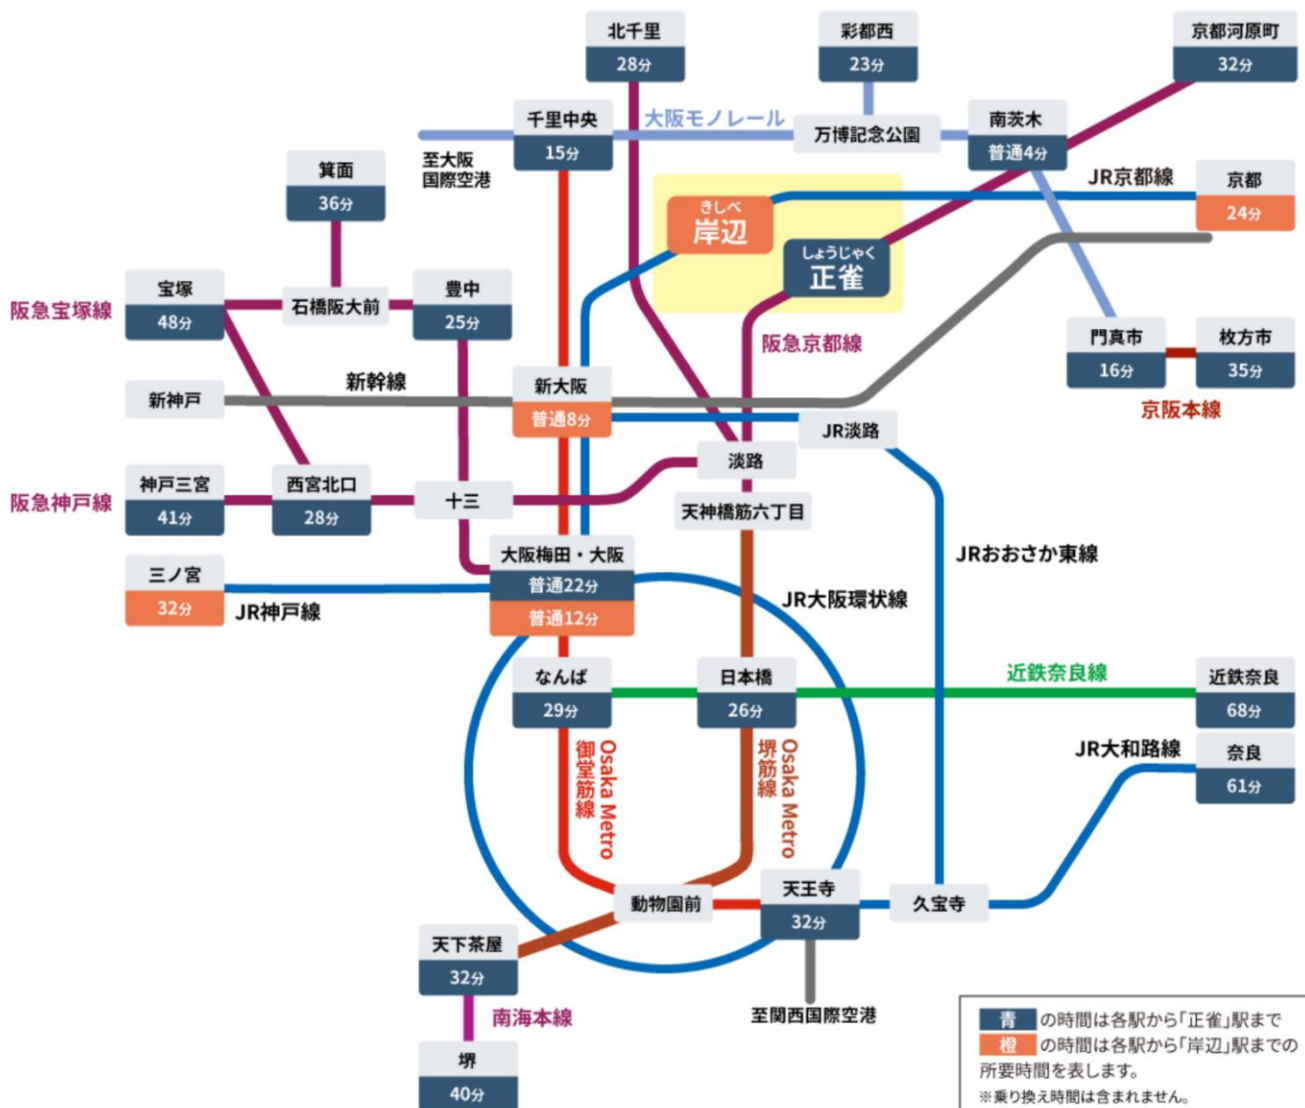 北千里
28分
彩都西
23分
京都河原町
32分
千里中央
15分
大阪モノレール
万博記念公園
南茨木
普通4分
至大阪
国際空港
箕面
36分
JR京都線
京都
24分
きしべ
岸辺
しょうじゃく
正雀
宝塚
48分
阪急宝塚線
石橋阪大前
豊中
25分
阪急京都線
門真市
16分
枚方市
35分
京阪本線
新神戸
新幹線
新大阪
普通8分
JR淡路
淡路
阪急神戸線
神戸三宮
41分
西宮北口
28分
十三
天神橋筋六丁目
大阪梅田・大阪
普通22分
普通12分
三ノ宮
32分
JR神戸線
JR大阪環状線
JRおおさか東線
なんば
29分
日本橋
26分
近鉄奈良線
近鉄奈良
68分
Osaka Metro
御堂筋線
Osaka Metro
堺筋線
JR大和路線
奈良
61分
動物園前
天王寺
32分
久宝寺
天下茶屋
32分
南海本線
至関西国際空港
堺
40分
青 の時間は各駅から「正雀」駅まで
橙 の時間は各駅から「岸辺」駅までの
所要時間を表します。
※乗り換え時間は含まれません。